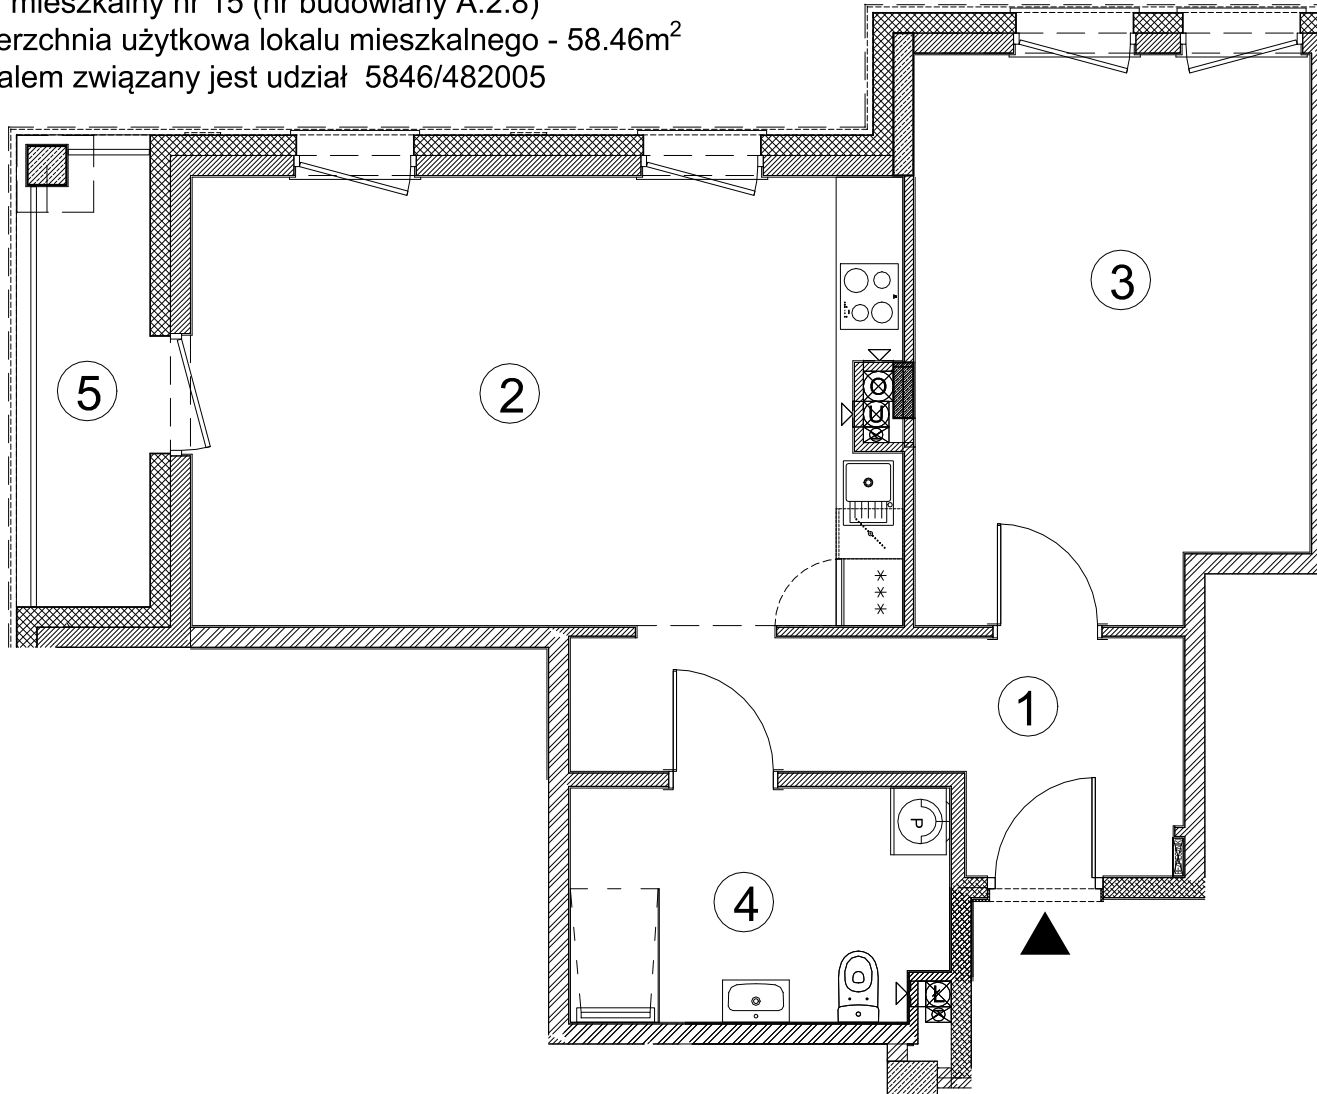 mieszkalny nr 15 (nr budowlany A.2.8)
erzchnia użytkowa lokalu mieszkalnego - 58.46m²
alem związany jest udział 5846/482005
3
5
2
O
U
1
P
4
Ł